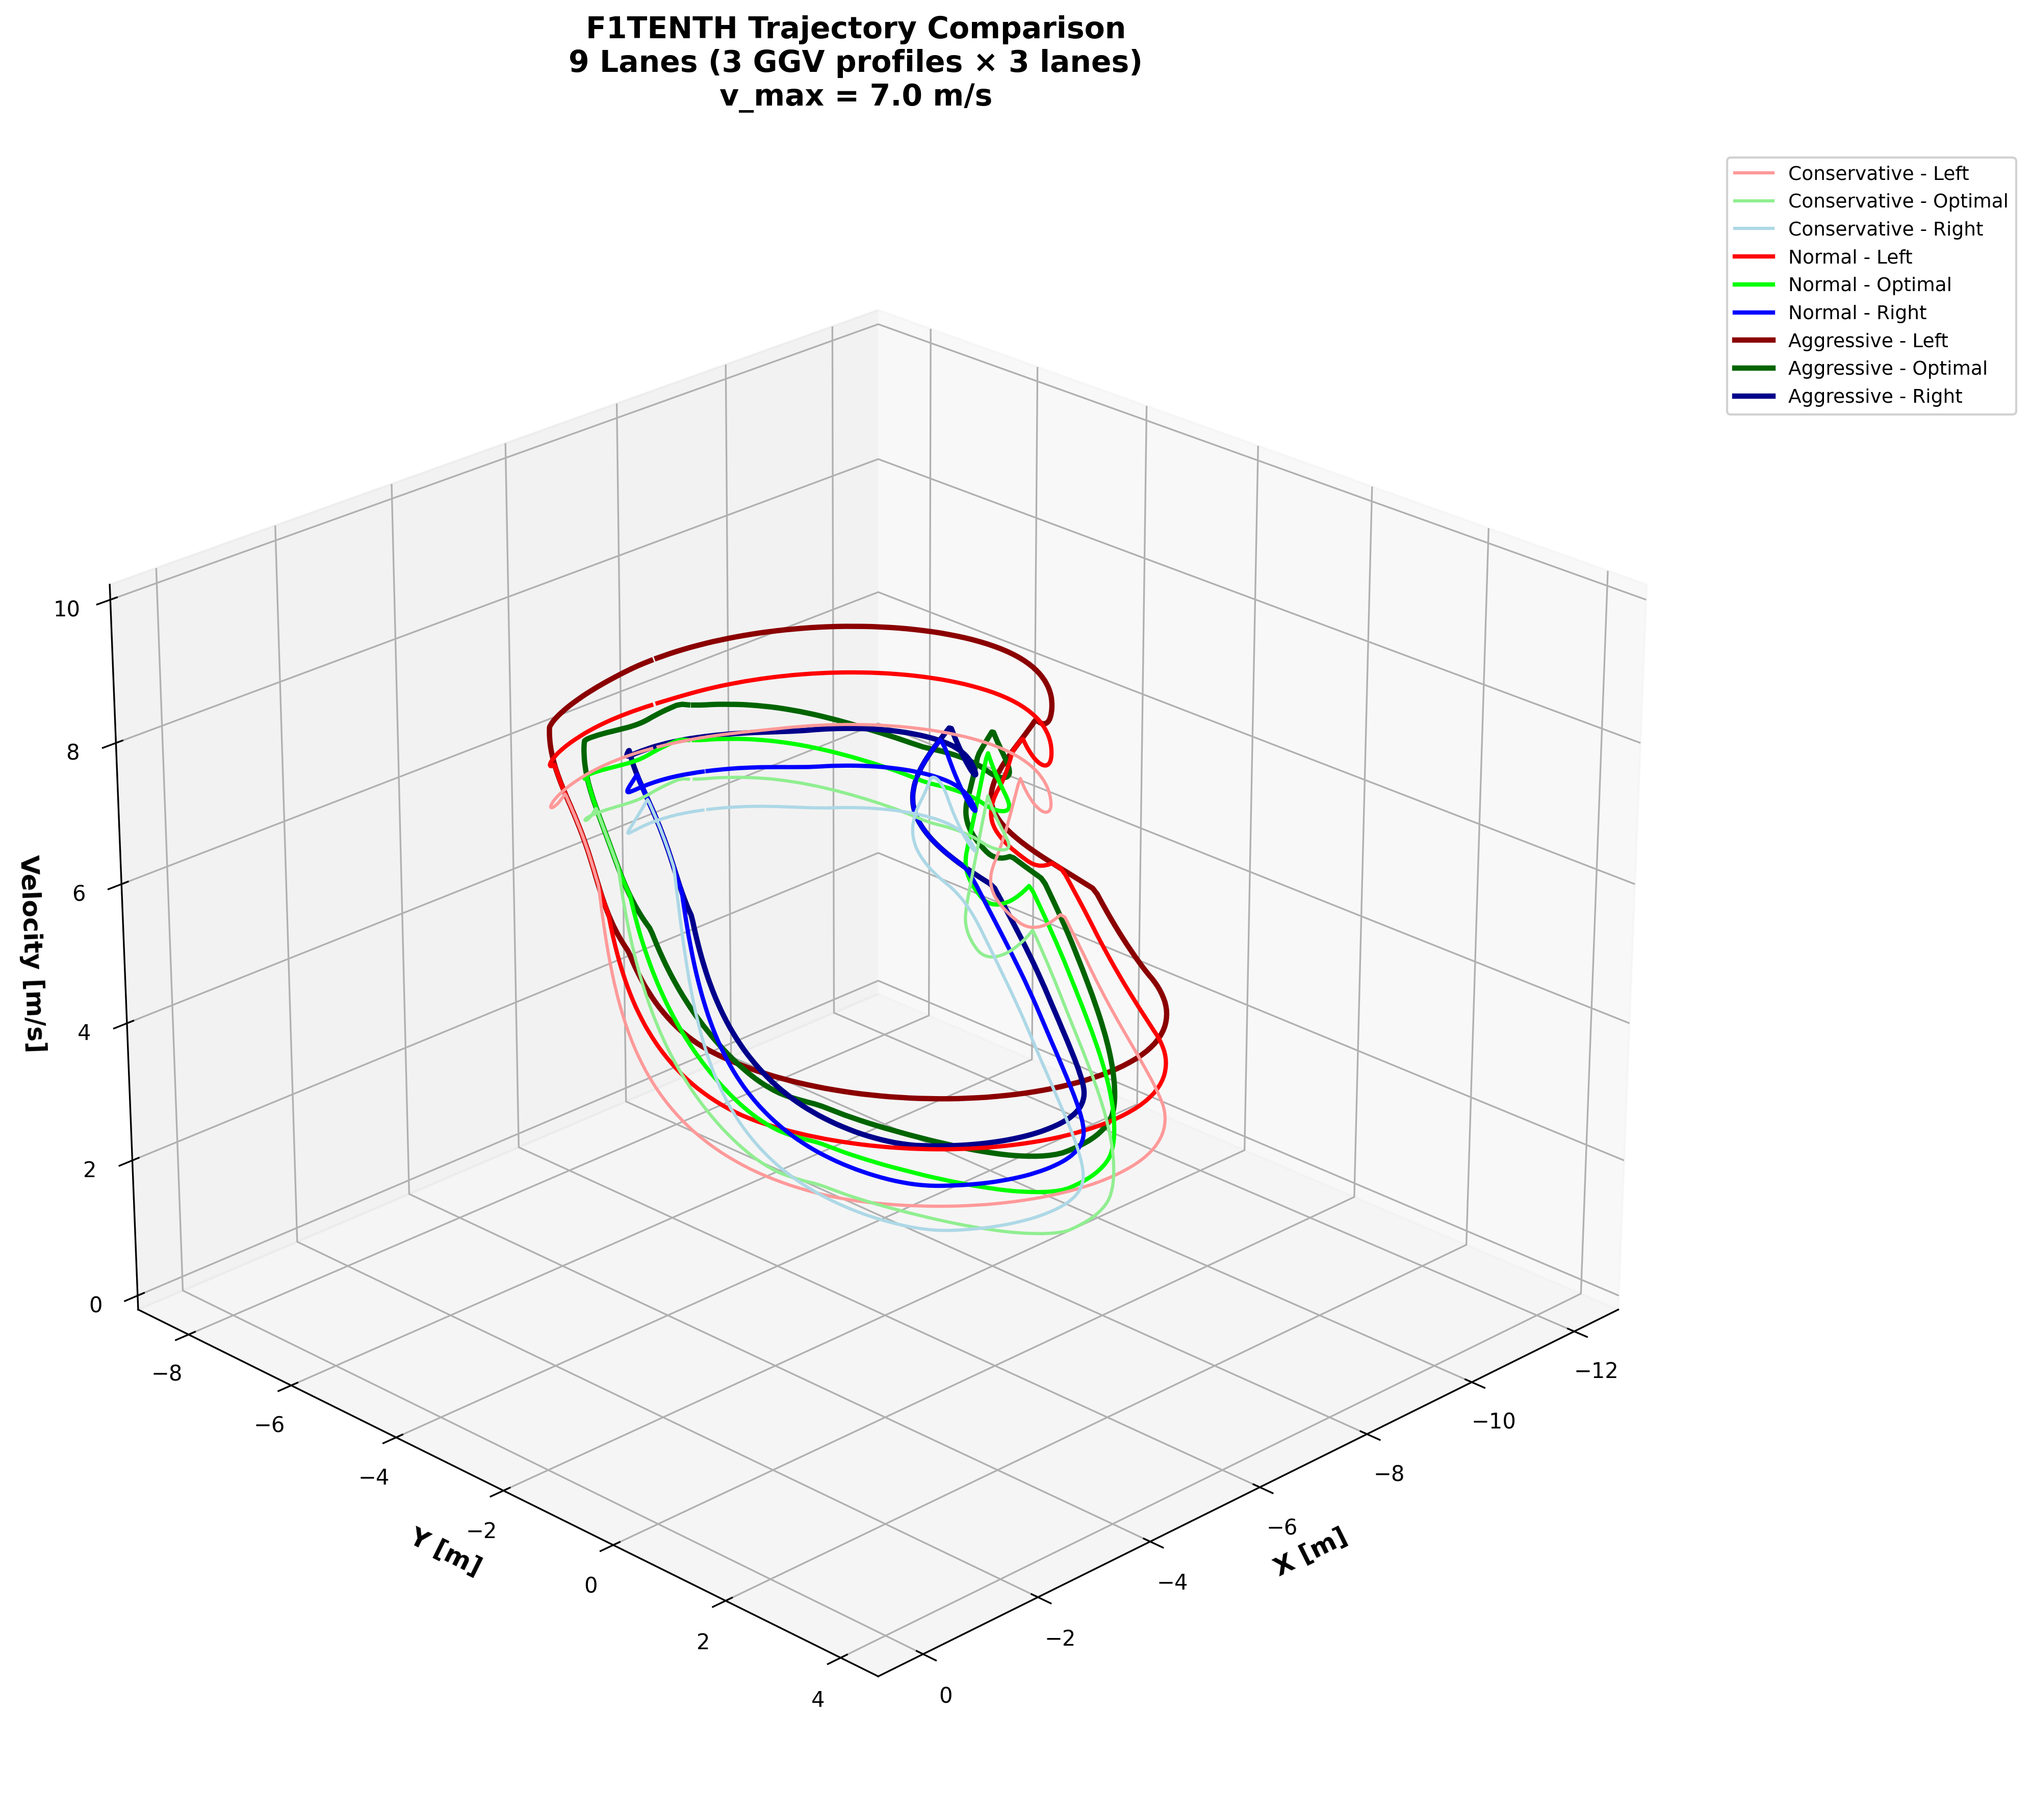 F1TENTH Trajectory Comparison
9 Lanes (3 GGV profiles × 3 lanes)
v_max = 7.0 m/s
Conservative - Left
Conservative - Optimal
Conservative - Right
Normal - Left
Normal - Optimal
Normal - Right
Aggressive - Left
Aggressive - Optimal
Aggressive - Right
Velocity [m/s]
10
8
6
4
2
0
−8
−6
−4
−2
0
2
4
Y [m]
−12
−10
−8
−6
−4
−2
0
X [m]